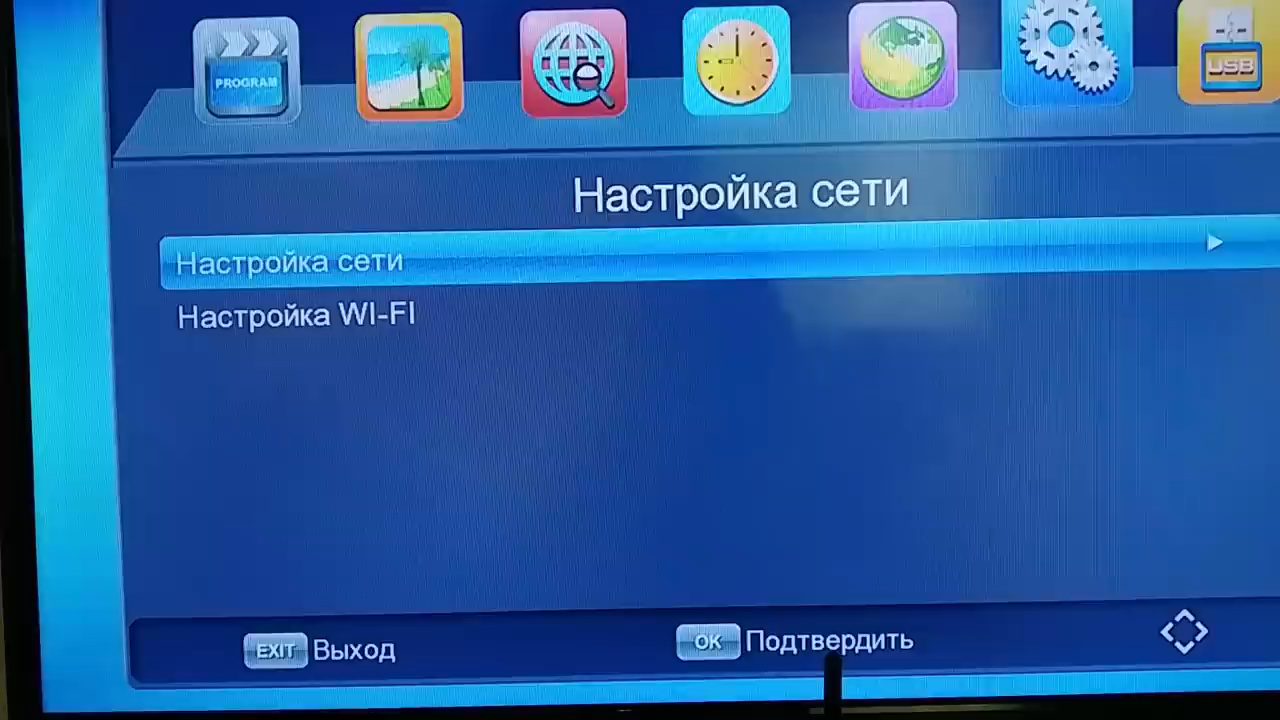 PROGRAM
USB
Настройка сети
Настройка сети
Настройка WI-FI
EXIT Выход
OK Подтвердить